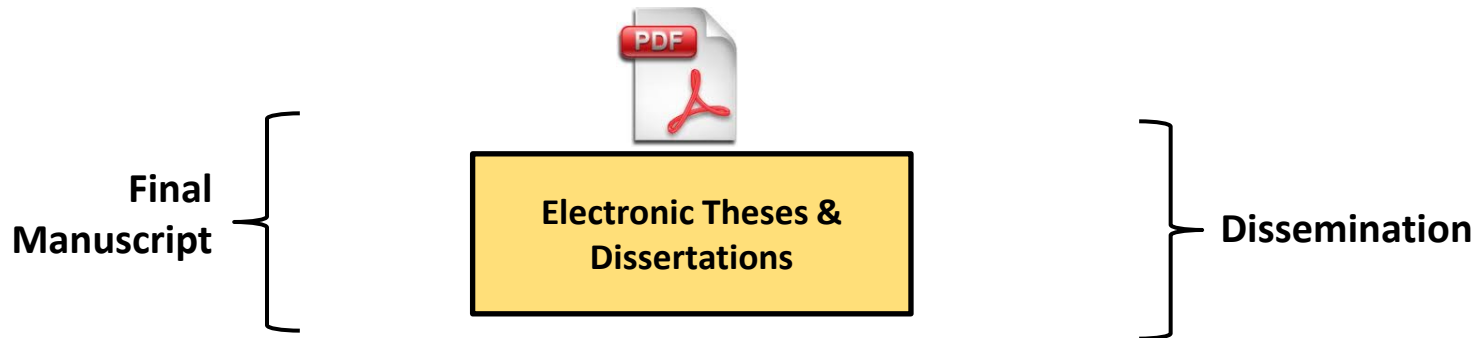 PDF
Final
Manuscript
Electronic Theses &
Dissertations
Dissemination